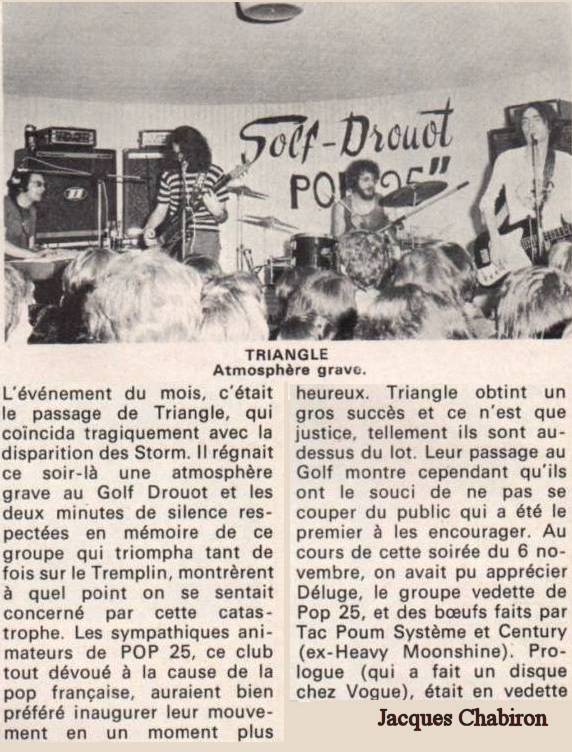 Golf-Drouot
POP 25"
TRIANGLE
Atmosphère grave.
L'événement du mois, c'était
le passage de Triangle, qui
coïncida tragiquement avec la
disparition des Storm. Il régnait
ce soir-là une atmosphère
grave au Golf Drouot et les
deux minutes de silence res-
pectées en mémoire de ce
groupe qui triompha tant de
fois sur le Tremplin, montrèrent
à quel point on se sentait
concerné par cette catas-
trophe. Les sympathiques ani-
mateurs de POP 25, ce club
tout dévoué à la cause de la
pop française, auraient bien
préféré inaugurer leur mouve-
ment en un moment plus
heureux. Triangle obtint un
gros succès et ce n'est que
justice, tellement ils sont au-
dessus du lot. Leur passage au
Golf montre cependant qu'ils
ont le souci de ne pas se
couper du public qui a été le
premier à les encourager. Au
cours de cette soirée du 6 no-
vembre, on avait pu apprécier
Déluge, le groupe vedette de
Pop 25, et des bœufs faits par
Tac Poum Système et Century
(ex-Heavy Moonshine). Pro-
logue (qui a fait un disque
chez Vogue), était en vedette
Jacques Chabiron